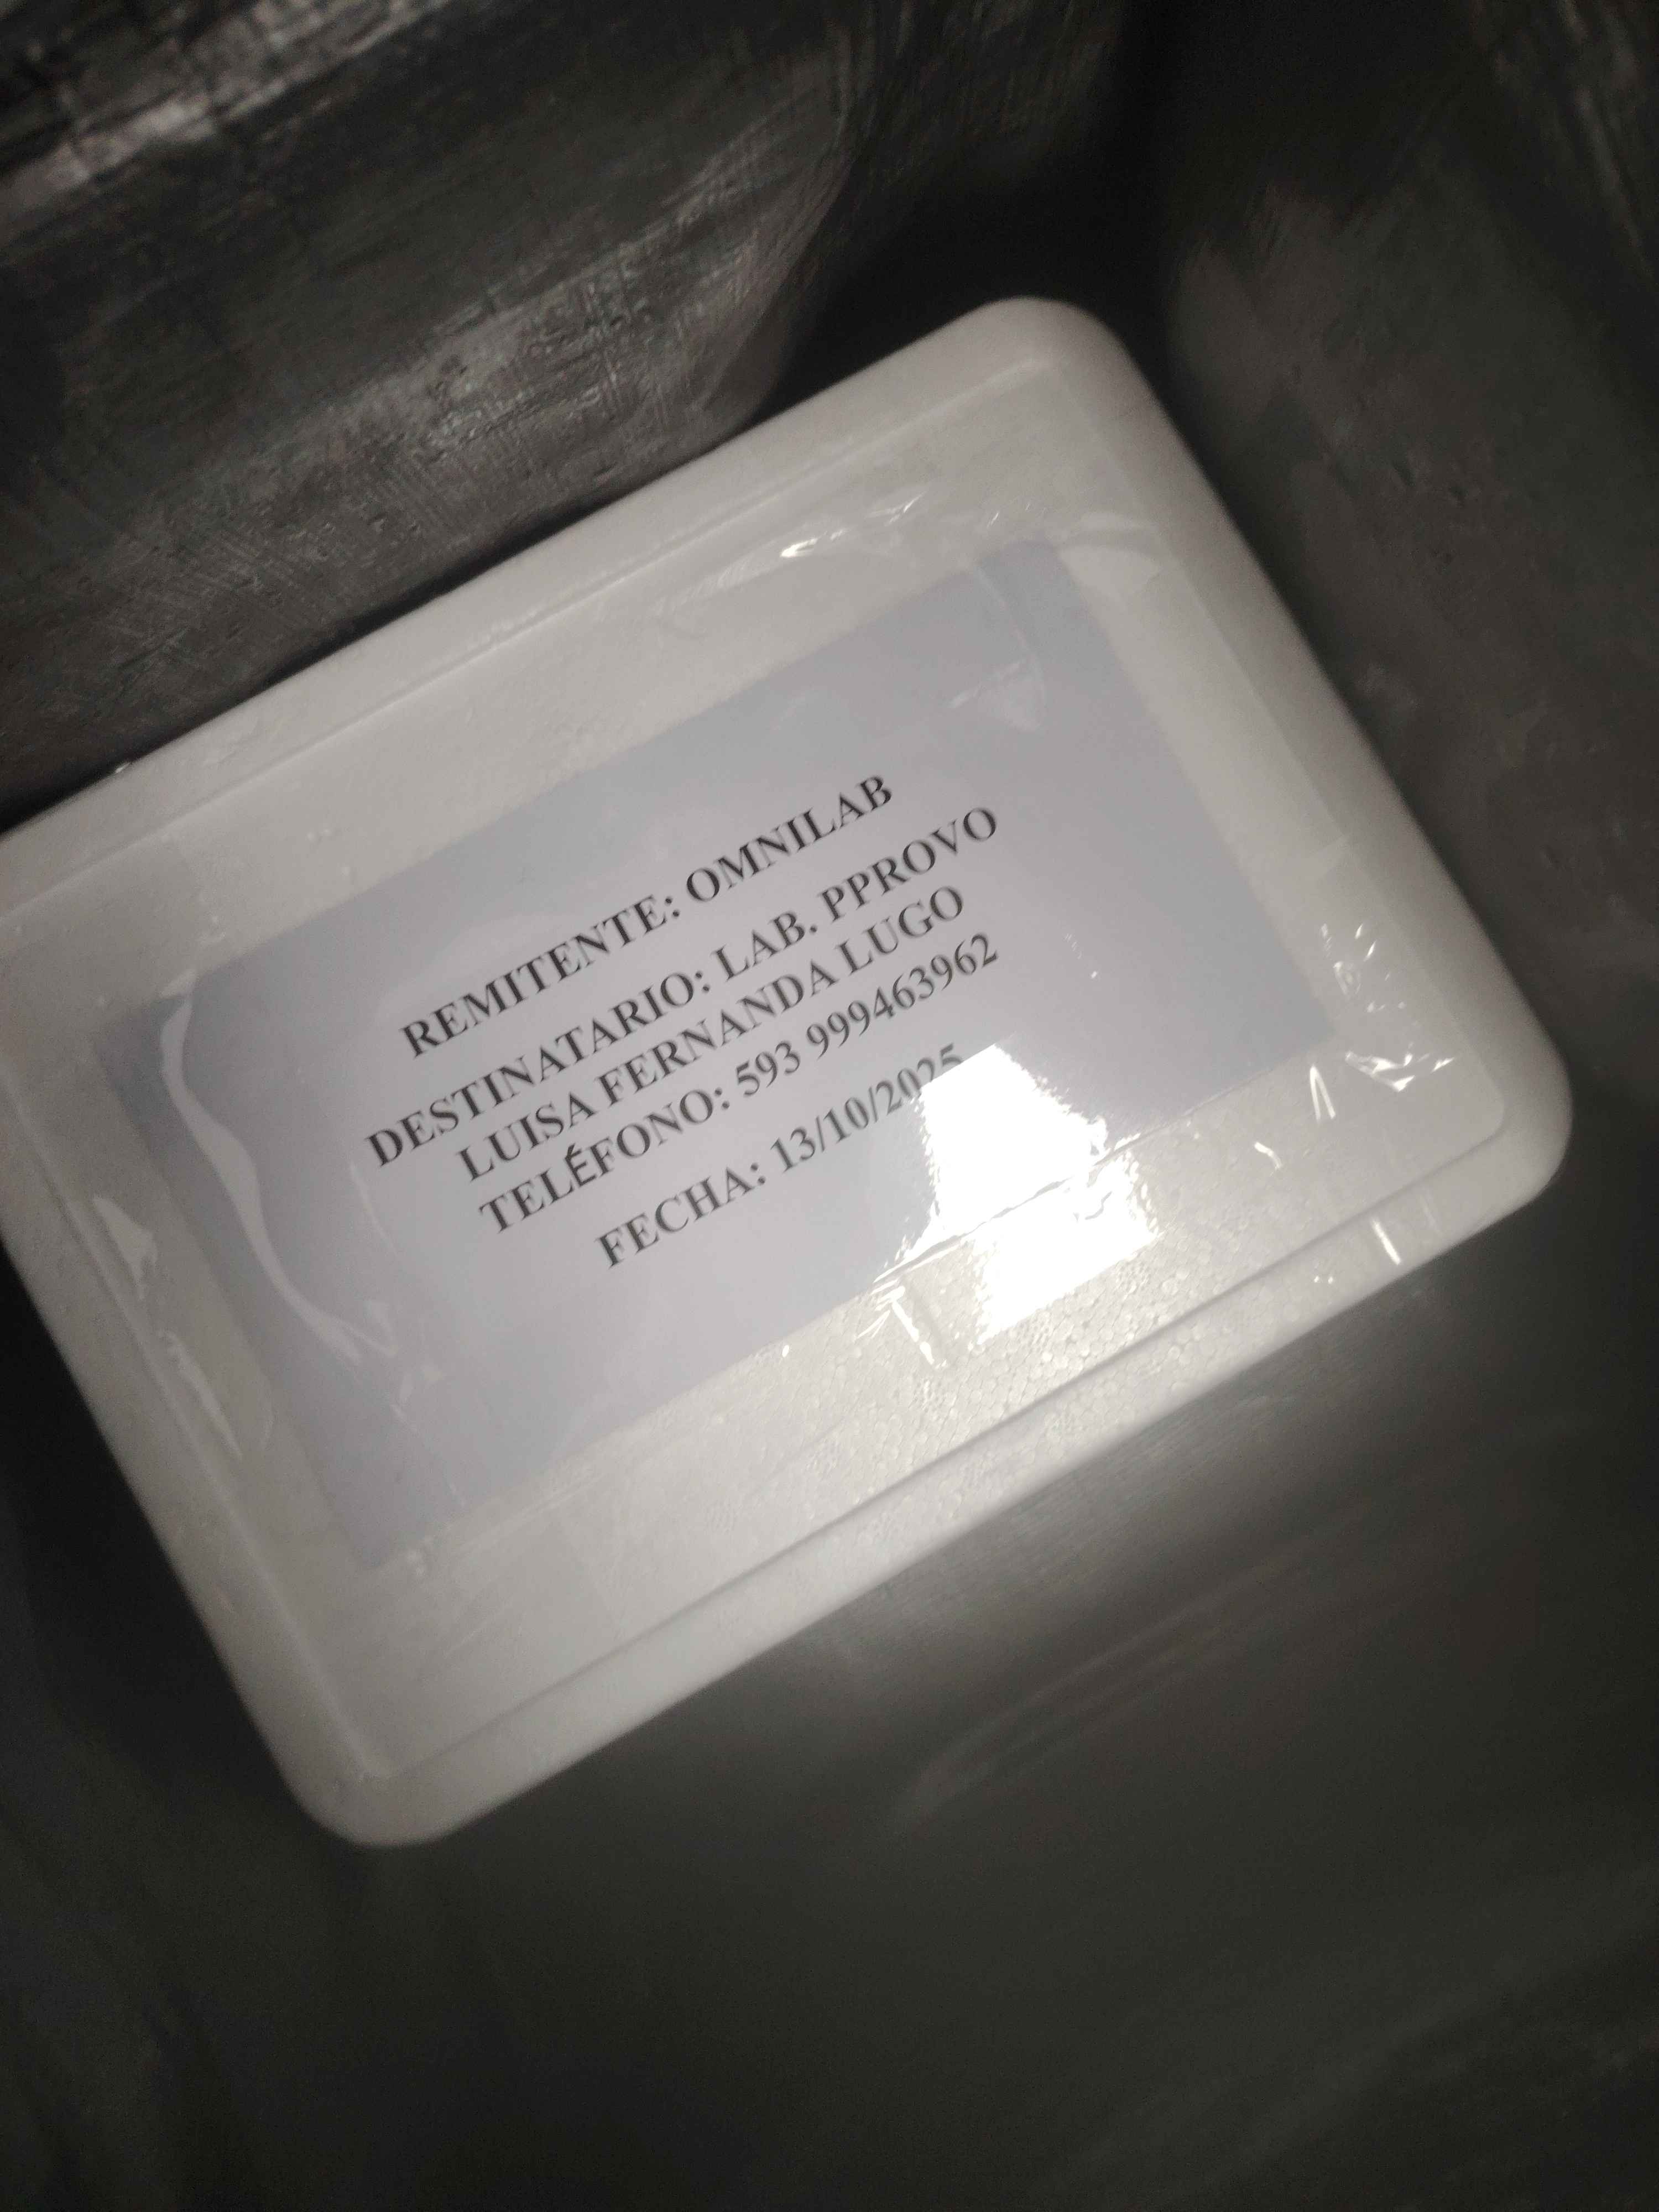 REMITENTE: OMNILAB
DESTINATARIO: LAB. PPROVO
LUISA FERNANDA LUGO
TELÉFONO: 593 999463962
FECHA: 13/10/2025